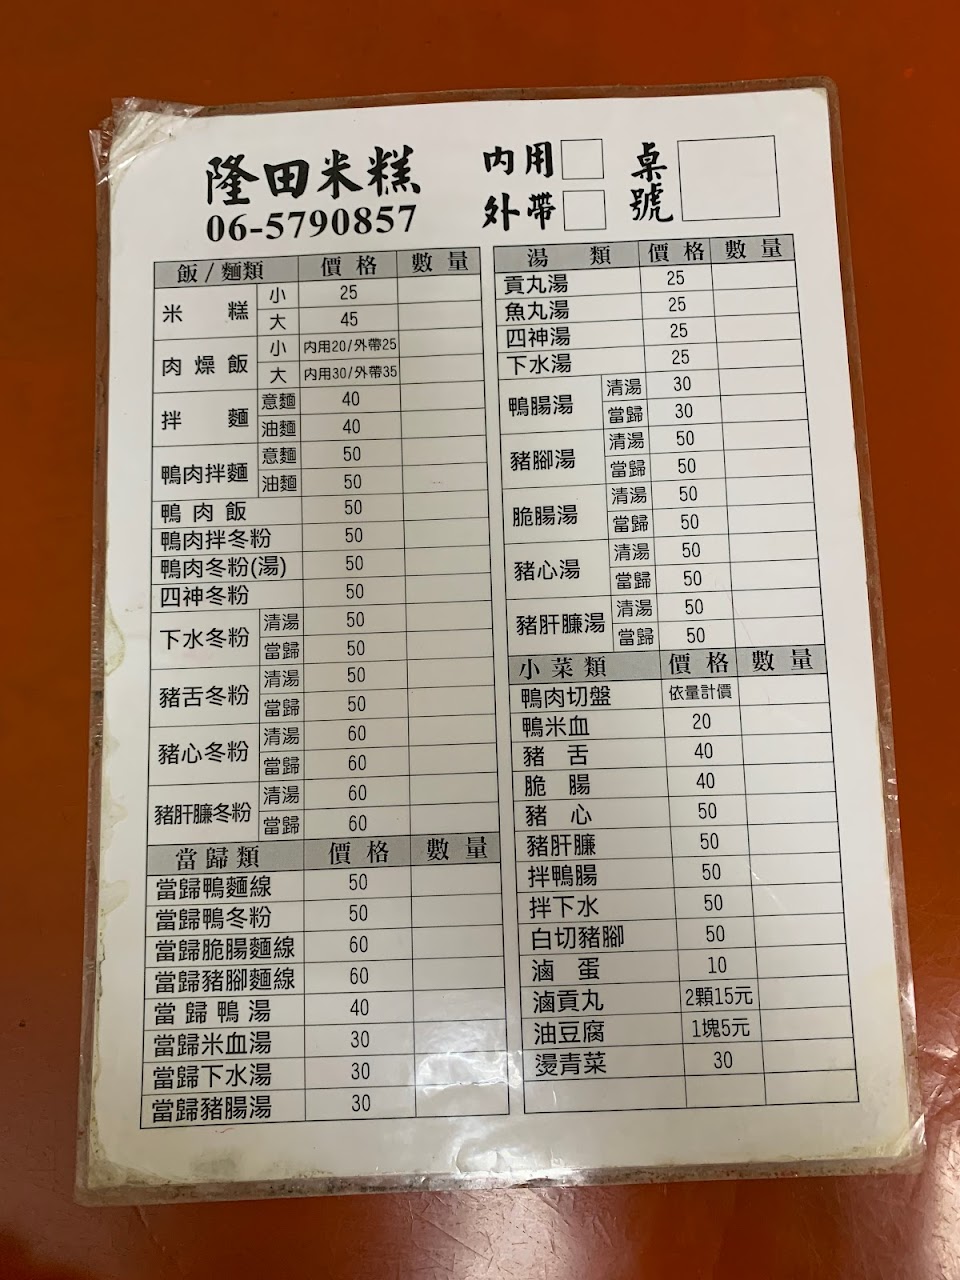 隆田米糕
06-5790857
內用
外帶
桌號
飯/麵類 價格 數量
米糕 小 25
大 45
肉燥飯 小 內用20/外帶25
大 內用30/外帶35
拌麵 意麵 40
油麵 40
鴨肉拌麵 意麵 50
油麵 50
鴨肉飯 50
鴨肉拌冬粉 50
鴨肉冬粉(湯) 50
四神冬粉 50
下水冬粉 清湯 50
當歸 50
豬舌冬粉 清湯 50
當歸 50
豬心冬粉 清湯 60
當歸 60
豬肝臁冬粉 清湯 60
當歸 60
當歸類 價格 數量
當歸鴨麵線 50
當歸鴨冬粉 50
當歸脆腸麵線 60
當歸豬腳麵線 60
當歸鴨湯 40
當歸米血湯 30
當歸下水湯 30
當歸豬腸湯 30
湯類 價格 數量
貢丸湯 25
魚丸湯 25
四神湯 25
下水湯 25
鴨腸湯 清湯 30
當歸 30
豬腳湯 清湯 50
當歸 50
脆腸湯 清湯 50
當歸 50
豬心湯 清湯 50
當歸 50
豬肝臁湯 清湯 50
當歸 50
小菜類 價格 數量
鴨肉切盤 依量計價
鴨米血 20
豬舌 40
脆腸 40
豬心 50
豬肝臁 50
拌鴨腸 50
拌下水 50
白切豬腳 50
滷蛋 10
滷貢丸 2顆15元
油豆腐 1塊5元
燙青菜 30